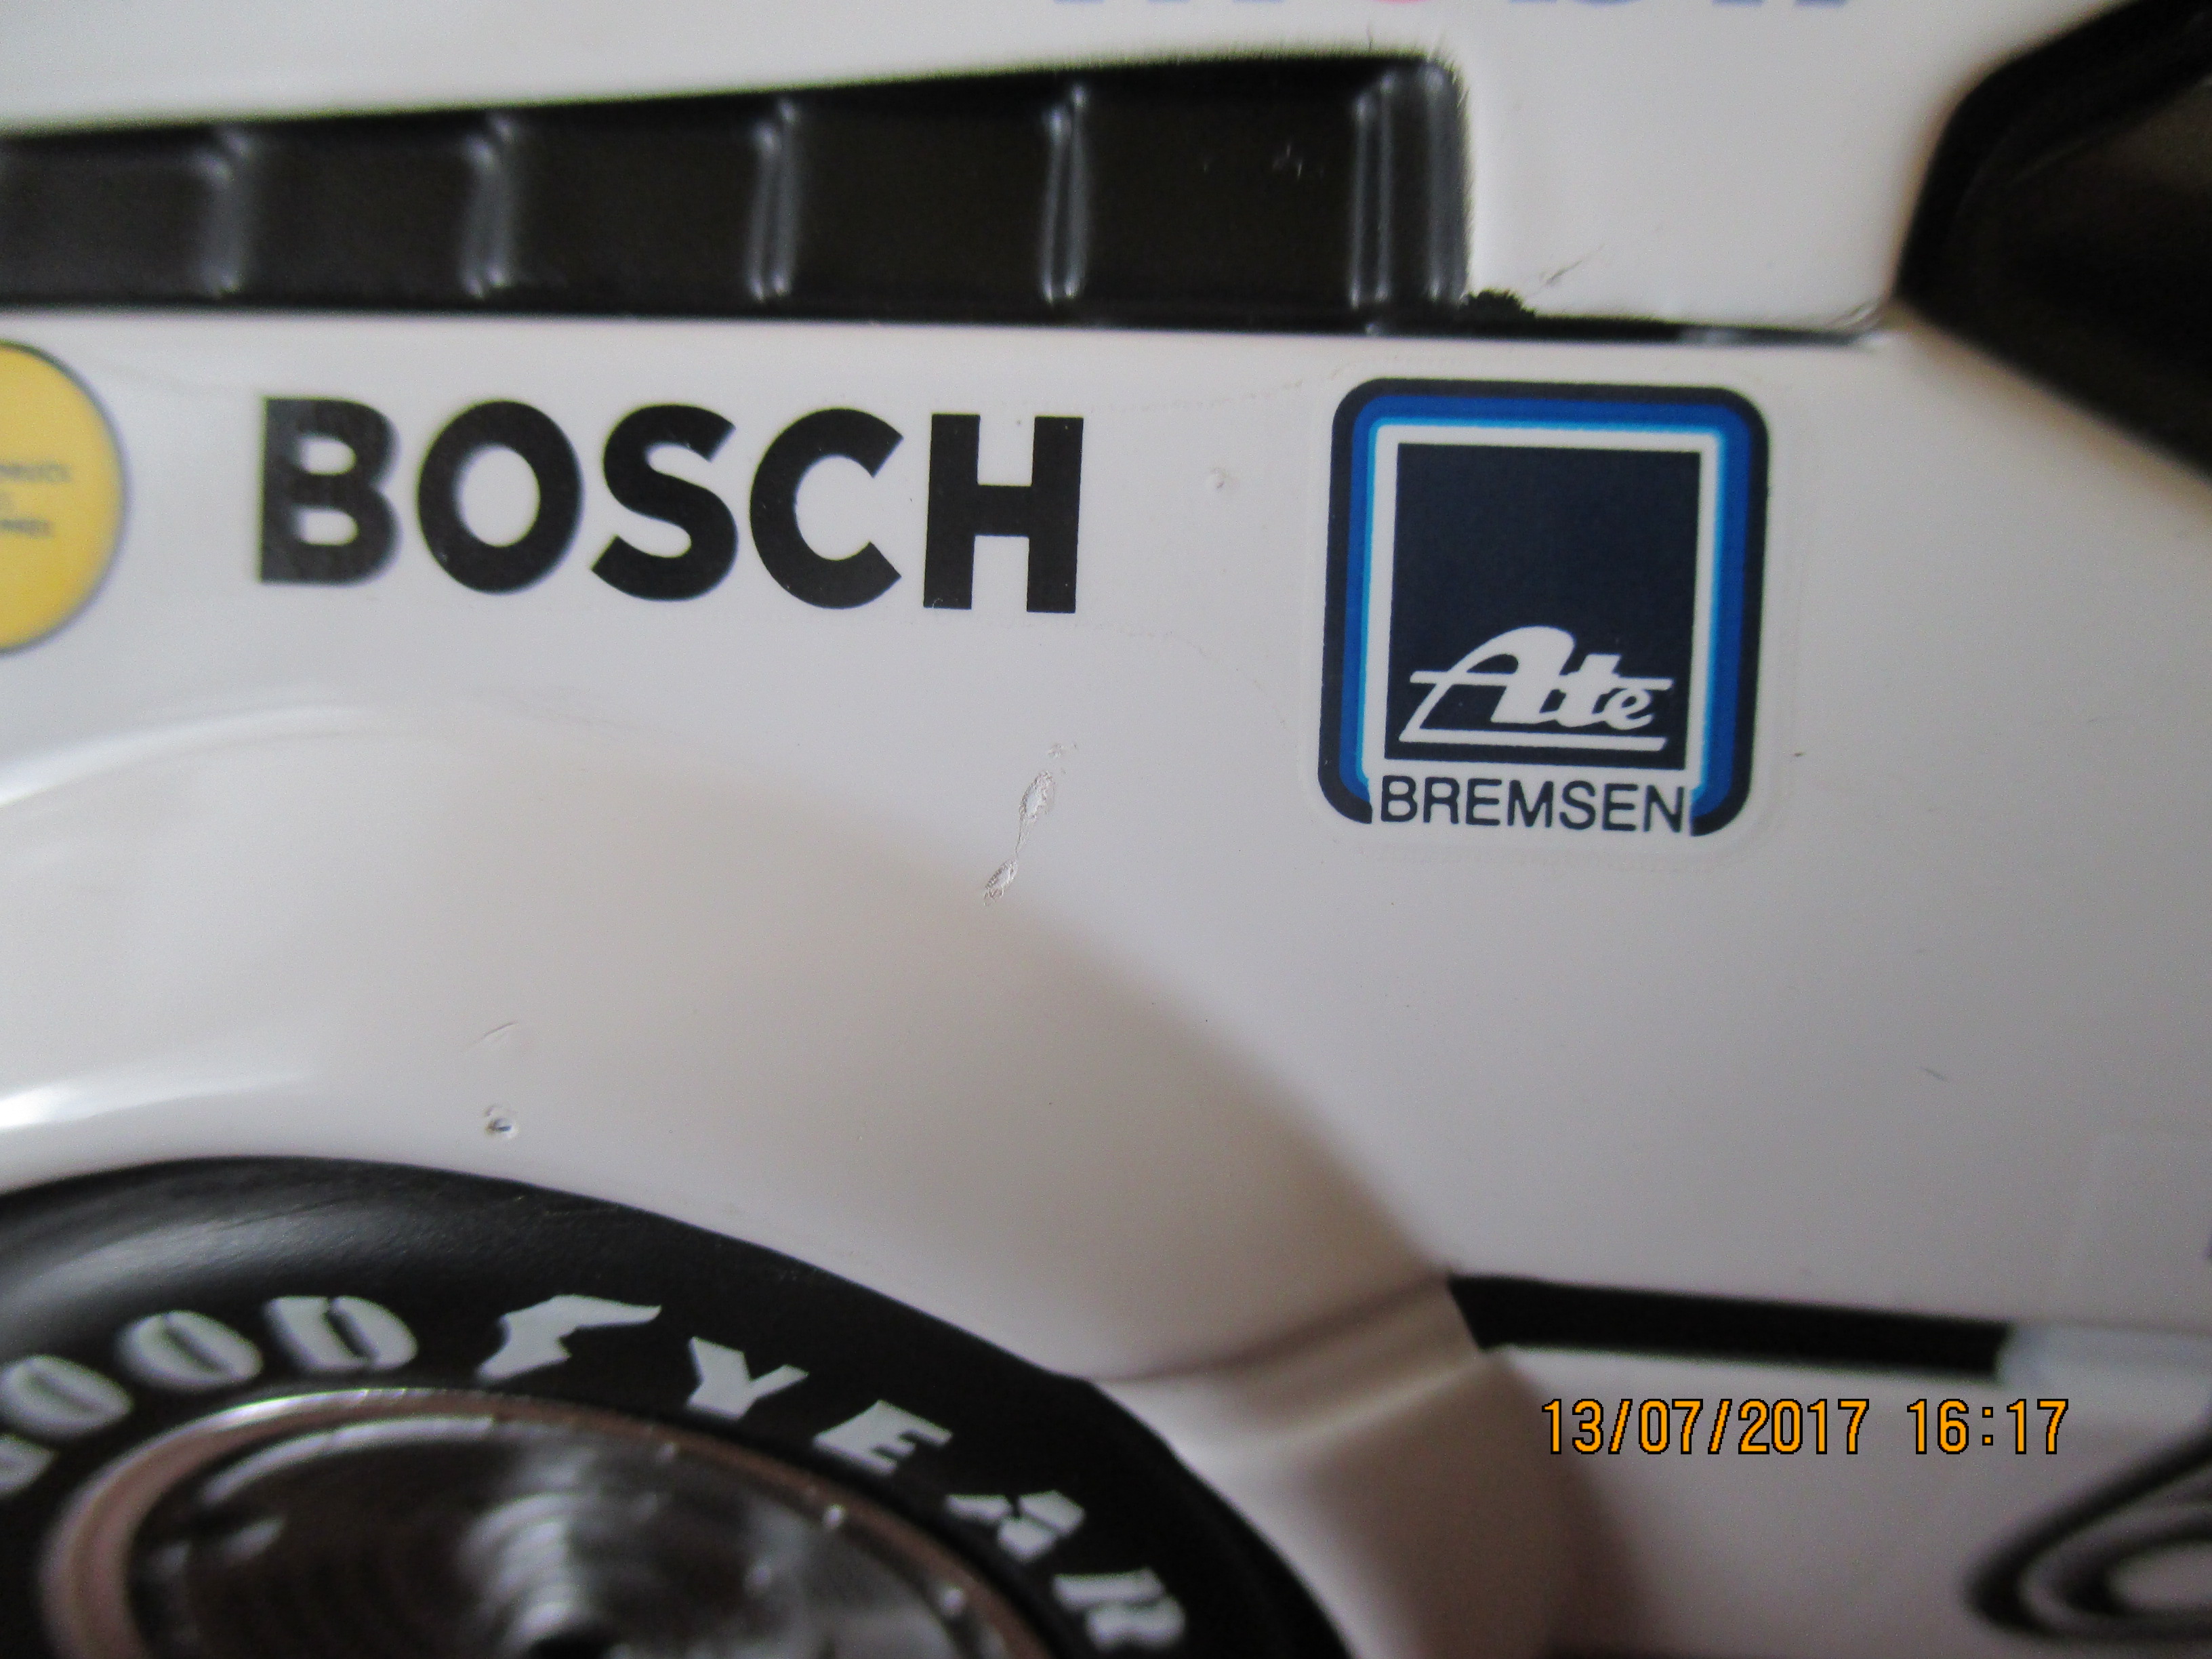 BOSCH
Ate
BREMSEN
GOODYEAR
13/07/2017 16:17